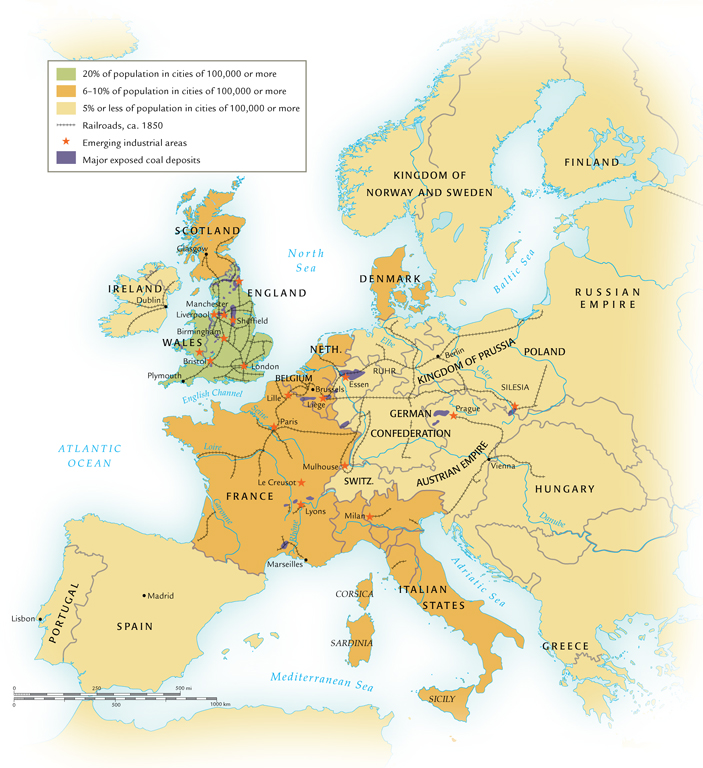 20% of population in cities of 100,000 or more
6–10% of population in cities of 100,000 or more
5% or less of population in cities of 100,000 or more
Railroads, ca. 1850
Emerging industrial areas
Major exposed coal deposits
FINLAND
KINGDOM OF
NORWAY AND SWEDEN
SCOTLAND
Glasgow
North
Sea
Baltic Sea
DENMARK
IRELAND
Dublin
ENGLAND
RUSSIAN
EMPIRE
Manchester
Liverpool
Sheffield
Birmingham
WALES
Bristol
London
Plymouth
English Channel
NETH.
Elbe
Berlin
KINGDOM OF PRUSSIA
POLAND
RUHR
Oder
Essen
BELGIUM
Brussels
Lille
Liège
SILESIA
Prague
GERMAN
CONFEDERATION
Seine
Paris
ATLANTIC
OCEAN
Loire
Mulhouse
AUSTRIAN EMPIRE
Vienna
SWITZ.
Le Creusot
FRANCE
HUNGARY
Lyons
Milan
Garonne
Rhône
Danube
Marseilles
Adriatic Sea
CORSICA
ITALIAN
STATES
Madrid
PORTUGAL
Lisbon
SPAIN
SARDINIA
GREECE
Mediterranean Sea
SICILY
0 250 500 mi
0 500 1000 km